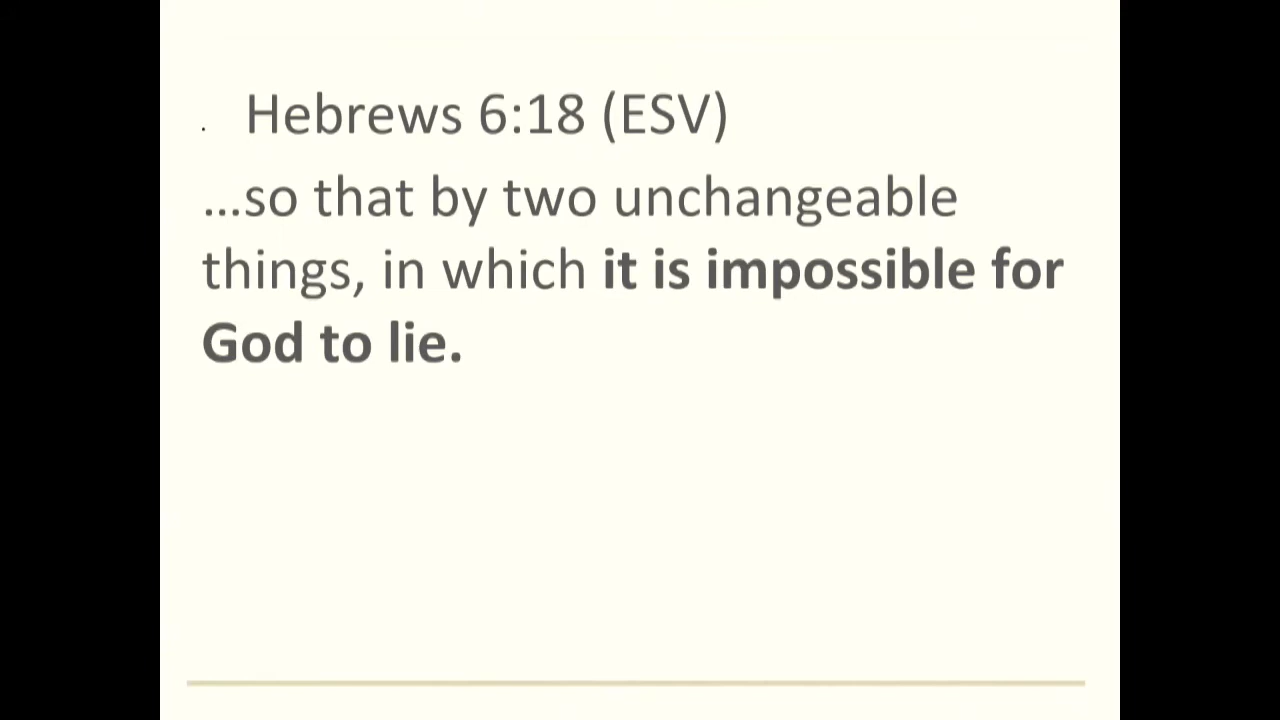 . Hebrews 6:18 (ESV)
…so that by two unchangeable
things, in which it is impossible for
God to lie.